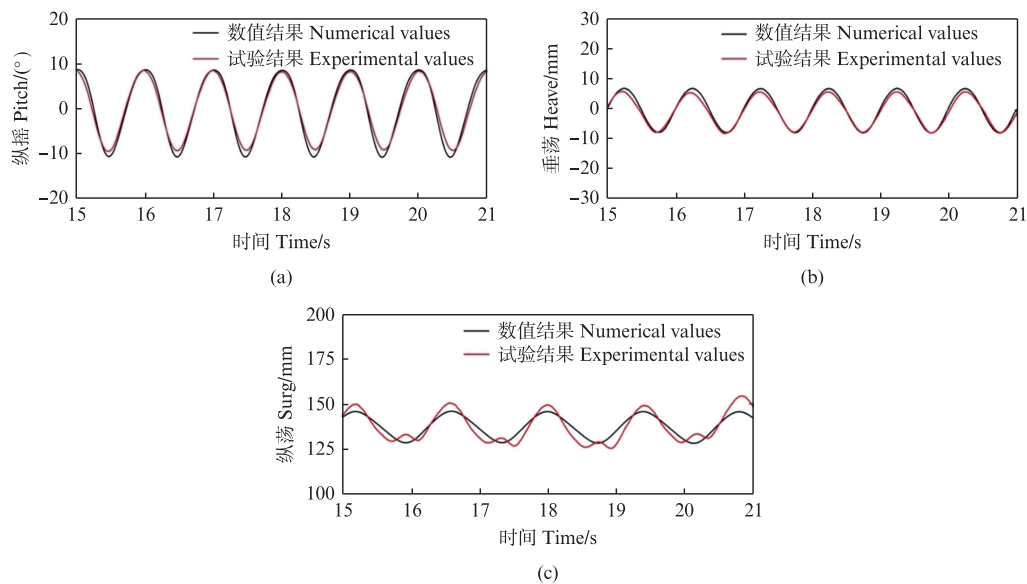 20
10
0
−10
−20
纵摇 Pitch/(°)
数值结果 Numerical values
试验结果 Experimental values
15 16 17 18 19 20 21
时间 Time/s
(a)
30
20
10
0
−10
−20
−30
垂荡 Heave/mm
数值结果 Numerical values
试验结果 Experimental values
15 16 17 18 19 20 21
时间 Time/s
(b)
200
175
150
125
100
纵荡 Surg/mm
数值结果 Numerical values
试验结果 Experimental values
15 16 17 18 19 20 21
时间 Time/s
(c)